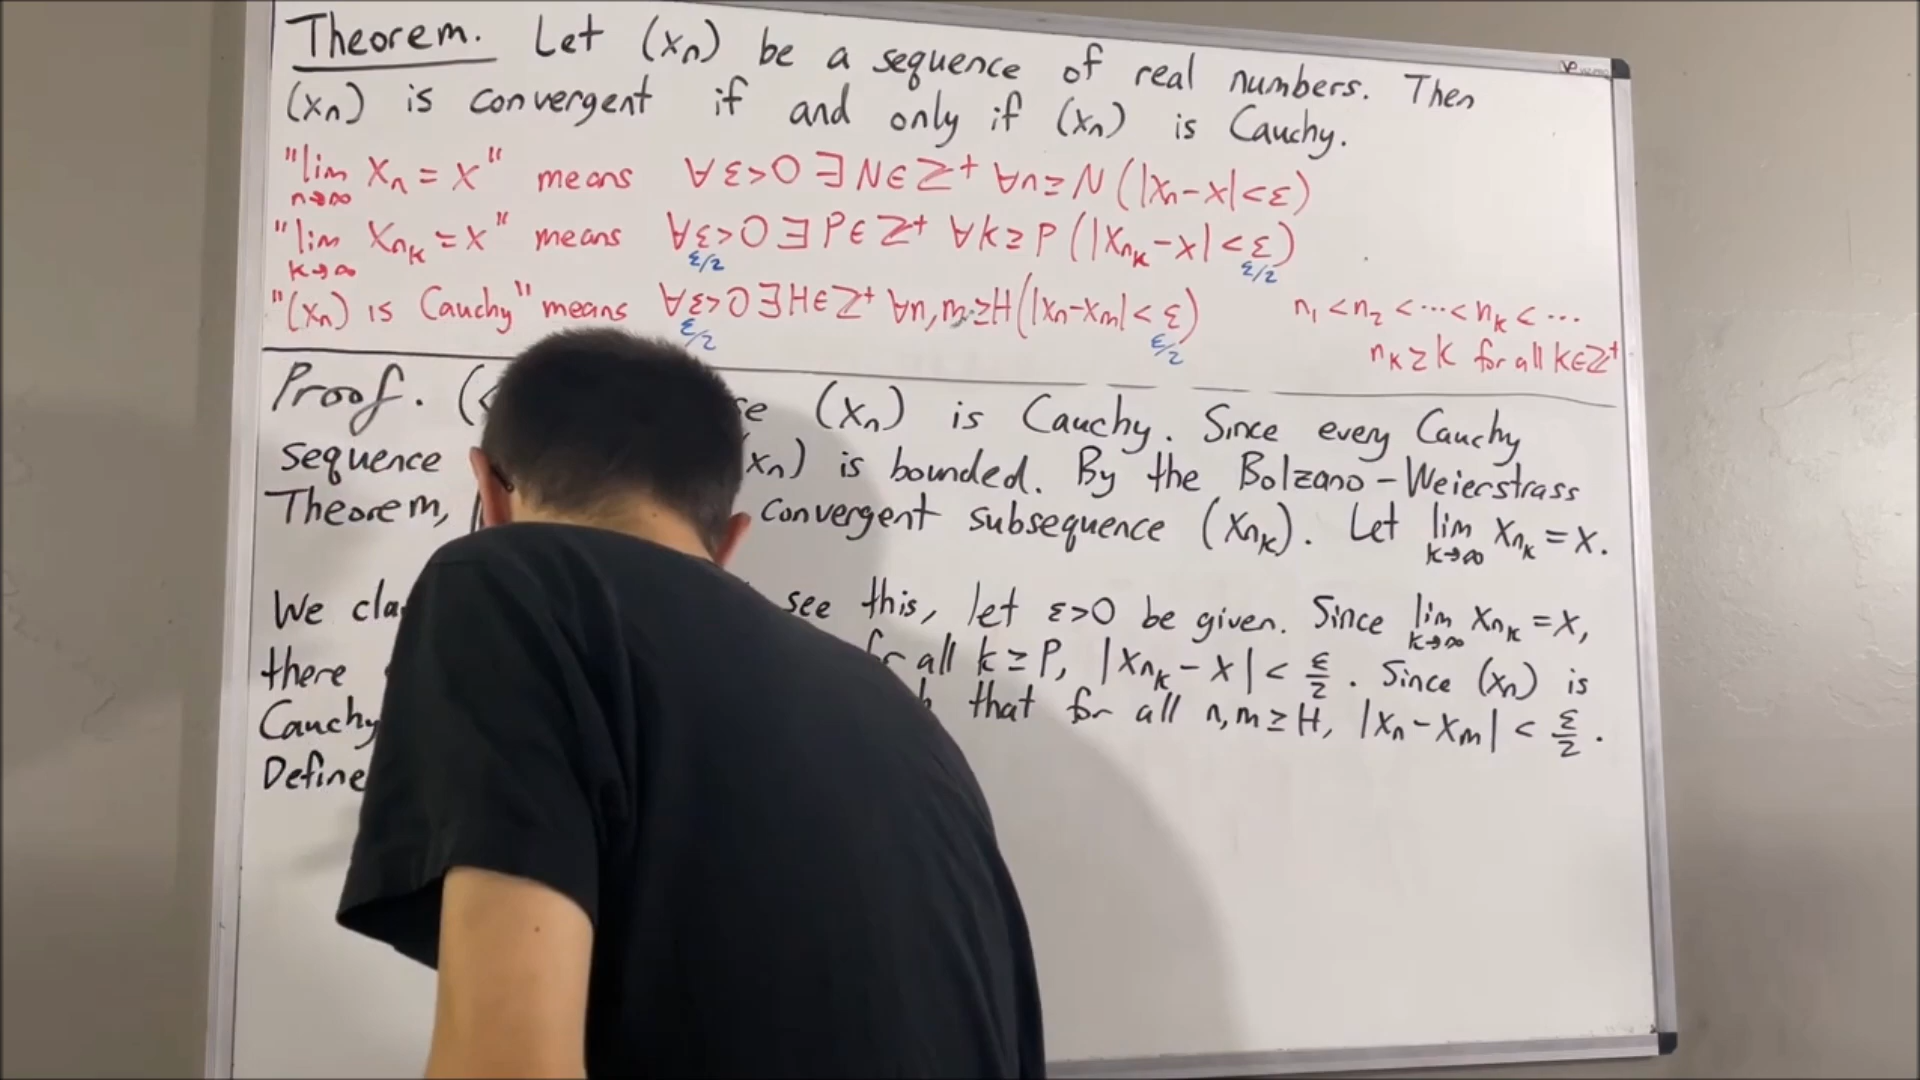 Theorem. Let (xn) be a sequence of real numbers. Then
(xn) is convergent if and only if (xn) is Cauchy.
"lim n→∞ xn = x" means ∀ε>0 ∃N∈ℤ⁺ ∀n≥N (|xn-x|<ε)
"lim k→∞ xnk = x" means ∀ε>0 ∃P∈ℤ⁺ ∀k≥P (|xnk-x|<ε)
ε/2 ε/2
"(xn) is Cauchy" means ∀ε>0 ∃H∈ℤ⁺ ∀n,m≥H(|xn-xm|<ε)
ε/2 ε/2
n1<n2<⋯<nk<⋯
nk≥k for all k∈ℤ⁺
Proof. (xn) is Cauchy. Since every Cauchy
sequence (xn) is bounded. By the Bolzano-Weierstrass
Theorem, convergent subsequence (xnk). Let lim k→∞ xnk = x.
We see this, let ε>0 be given. Since lim k→∞ xnk = x,
there all k≥P, |xnk-x| < ε/2. Since (xn) is
Cauchy that for all n,m≥H, |xn-xm| < ε/2.
Define